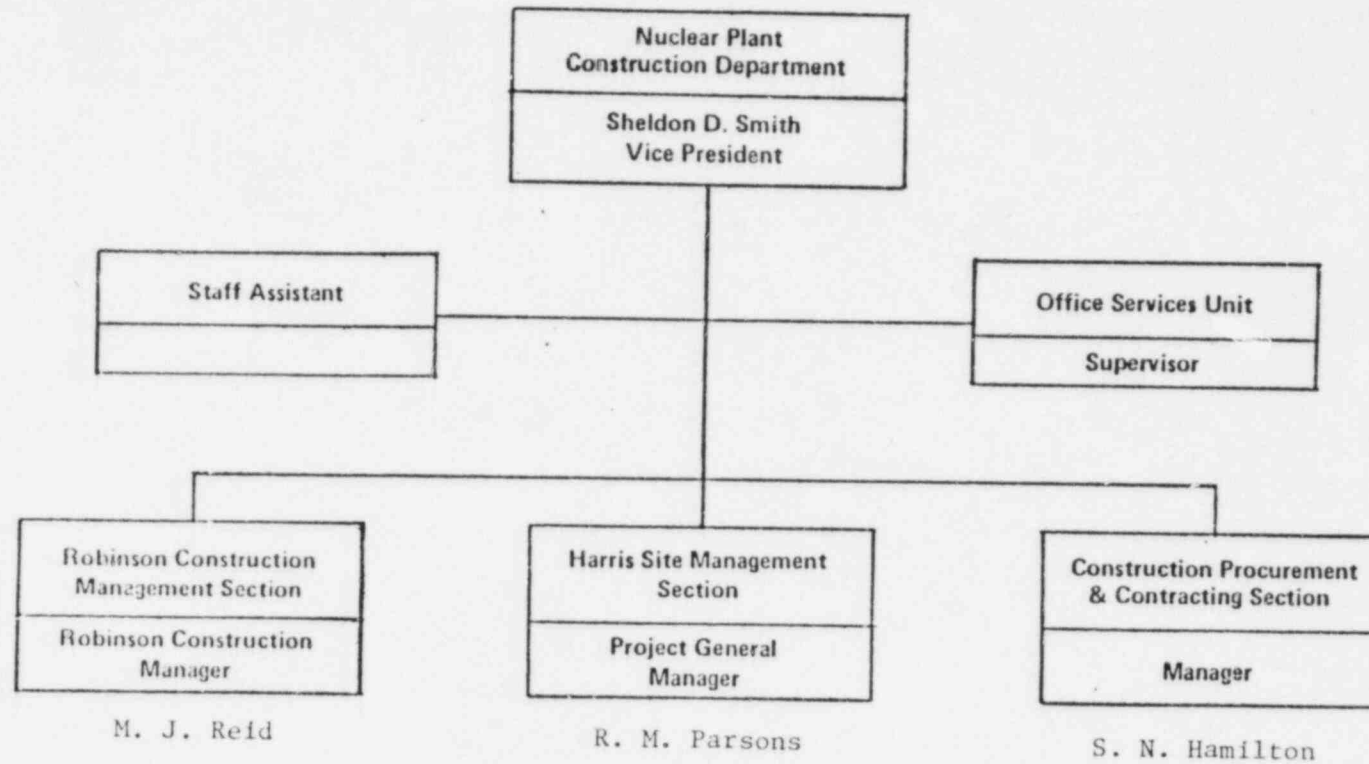 Nuclear Plant
Construction Department
Sheldon D. Smith
Vice President
Staff Assistant
Office Services Unit
Supervisor
Robinson Construction
Management Section
Robinson Construction
Manager
M. J. Reid
Harris Site Management
Section
Project General
Manager
R. M. Parsons
Construction Procurement
& Contracting Section
Manager
S. N. Hamilton